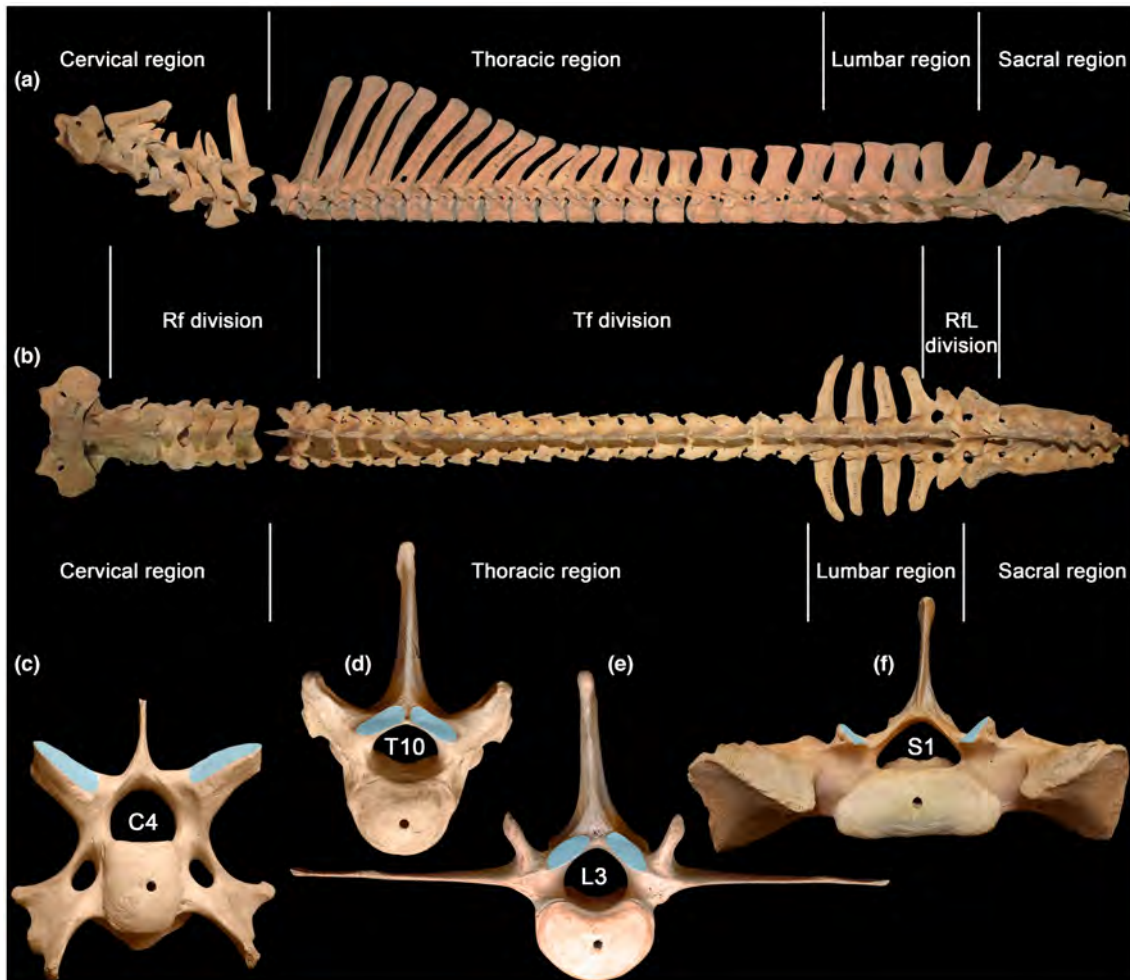 Cervical region
Thoracic region
Lumbar region
Sacral region
(a)
Rf division
Tf division
RfL
division
(b)
Cervical region
Thoracic region
Lumbar region
Sacral region
(c)
(d)
(e)
(f)
T10
S1
C4
L3